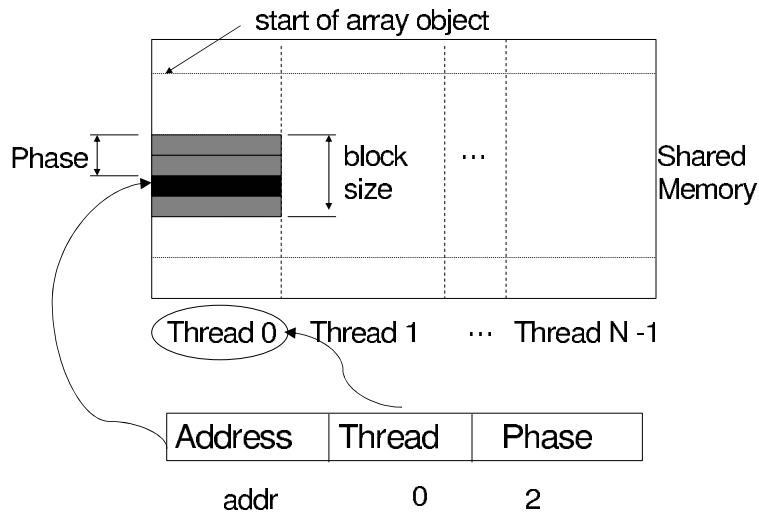 start of array object
Phase
block
size
...
Shared
Memory
Thread 0 Thread 1 ... Thread N -1
Address Thread Phase
addr 0 2